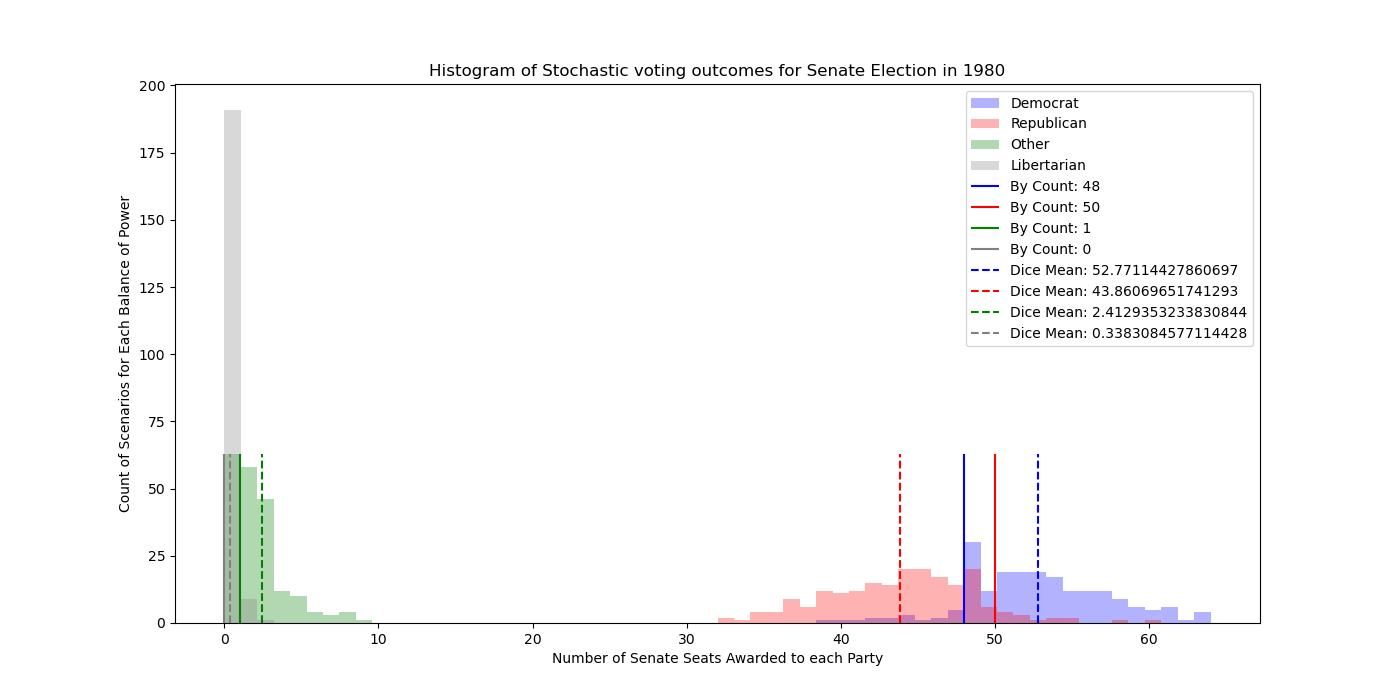 Histogram of Stochastic voting outcomes for Senate Election in 1980
Count of Scenarios for Each Balance of Power
200
175
150
125
100
75
50
25
0
Democrat
Republican
Other
Libertarian
By Count: 48
By Count: 50
By Count: 1
By Count: 0
Dice Mean: 52.77114427860697
Dice Mean: 43.86069651741293
Dice Mean: 2.4129353233830844
Dice Mean: 0.3383084577114428
0 10 20 30 40 50 60
Number of Senate Seats Awarded to each Party